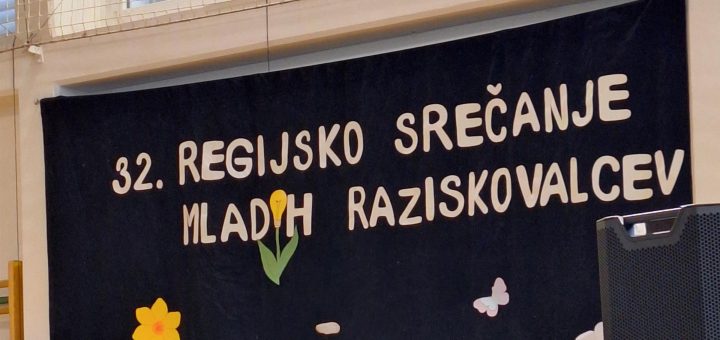 32. REGIJSKO SREČANJE
MLADIH RAZISKOVALCEV